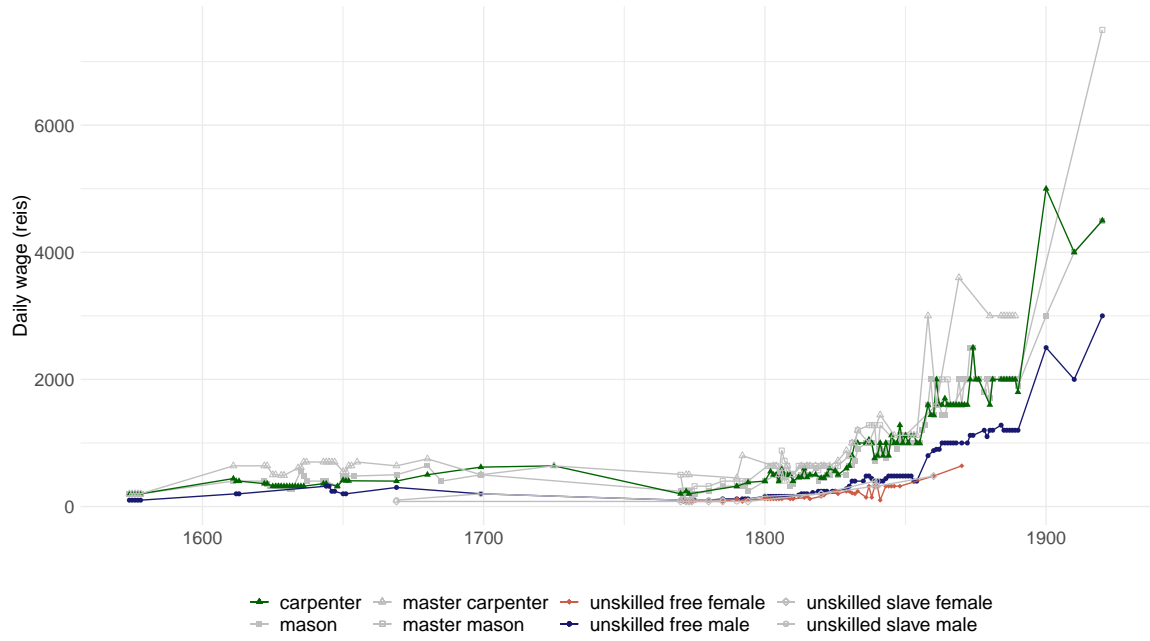 6000
4000
2000
0
Daily wage (reis)
1600 1700 1800 1900
carpenter master carpenter unskilled free female unskilled slave female
mason master mason unskilled free male unskilled slave male